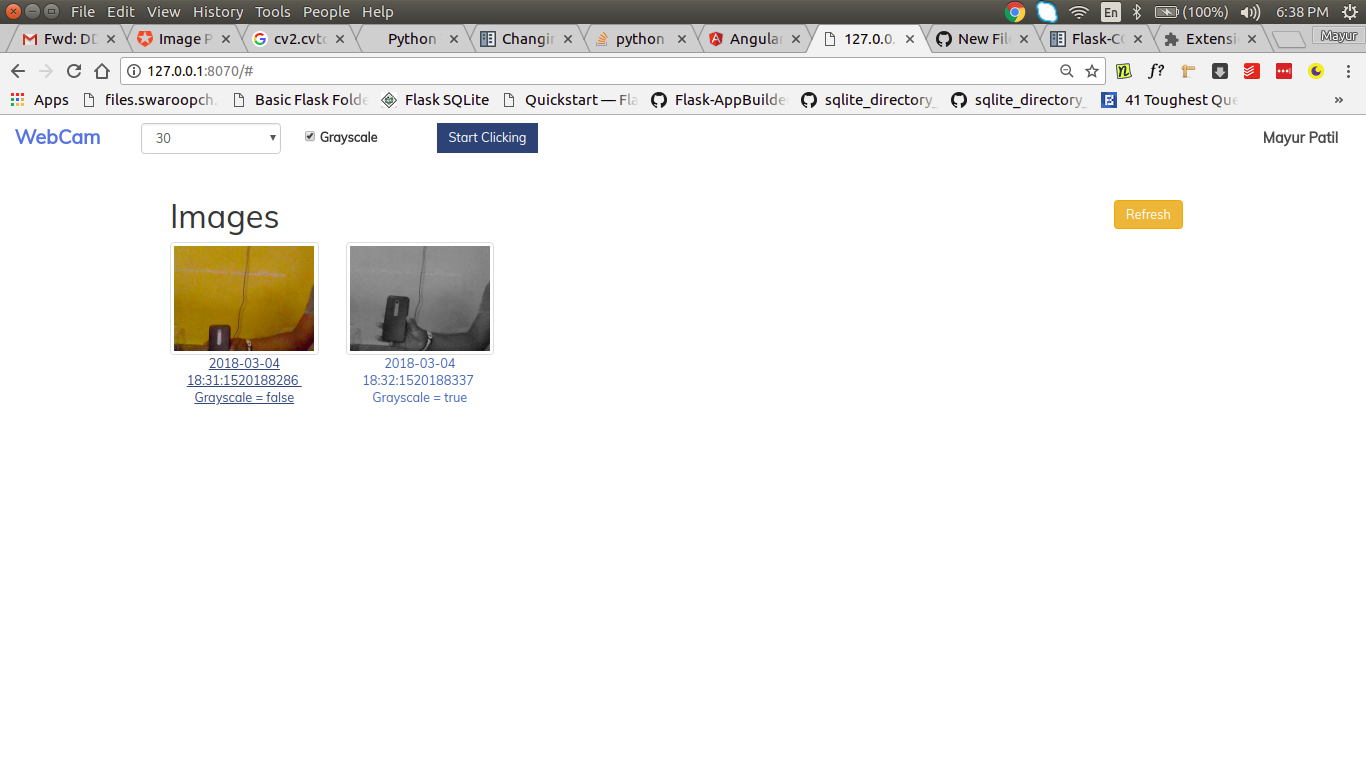 File Edit View History Tools People Help
En (100%) 6:38 PM
Fwd: DD Image P cv2.cvtc Python Changin python Angular 127.0.0. New File Flask-CO Extensi Mayur
127.0.0.1:8070/#
f?
Apps files.swaroopch. Basic Flask Folde Flask SQLite Quickstart — Fla Flask-AppBuilde sqlite_directory_ sqlite_directory_ 41 Toughest Que »
WebCam 30 Grayscale Start Clicking Mayur Patil
Images Refresh
2018-03-04
18:31:1520188286
Grayscale = false
2018-03-04
18:32:1520188337
Grayscale = true